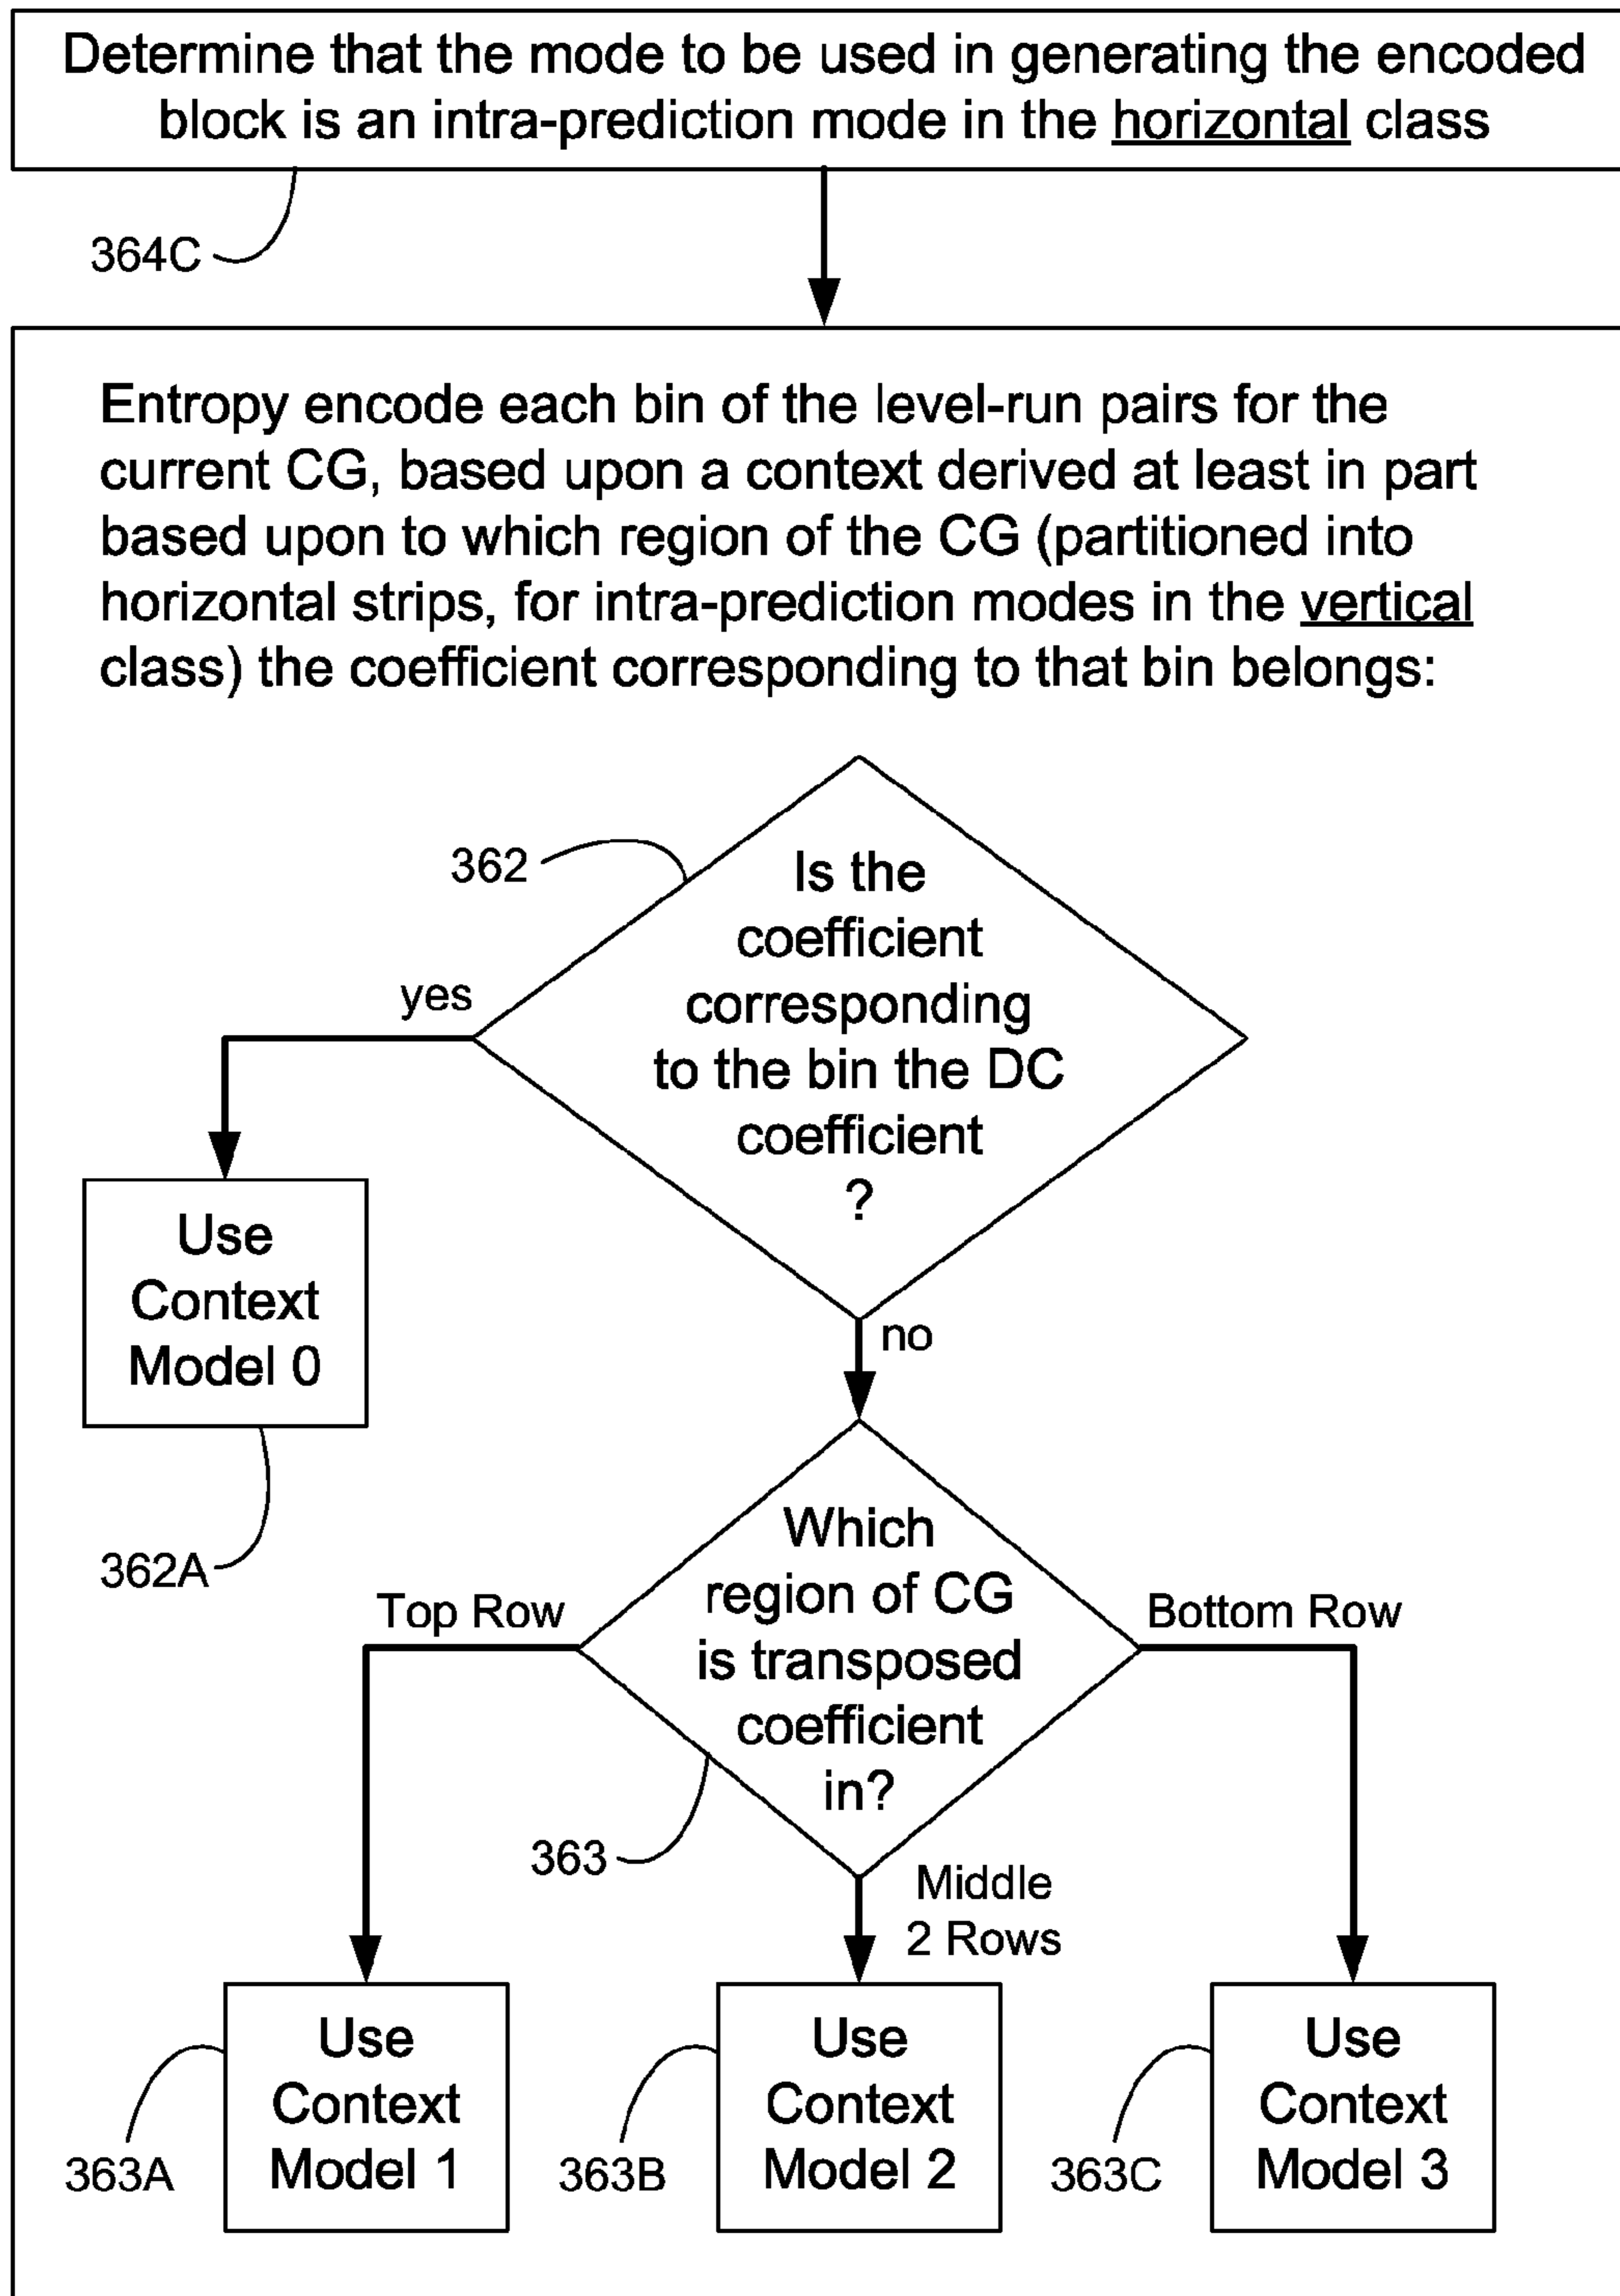 Determine that the mode to be used in generating the encoded
block is an intra-prediction mode in the horizontal class
364C
Entropy encode each bin of the level-run pairs for the
current CG, based upon a context derived at least in part
based upon to which region of the CG (partitioned into
horizontal strips, for intra-prediction modes in the vertical
class) the coefficient corresponding to that bin belongs:
362
Is the
coefficient
corresponding
to the bin the DC
coefficient
?
yes
no
Use
Context
Model 0
362A
Which
region of CG
is transposed
coefficient
in?
Top Row
Bottom Row
363
Middle
2 Rows
Use
Context
Model 1
363A
Use
Context
Model 2
363B
Use
Context
Model 3
363C